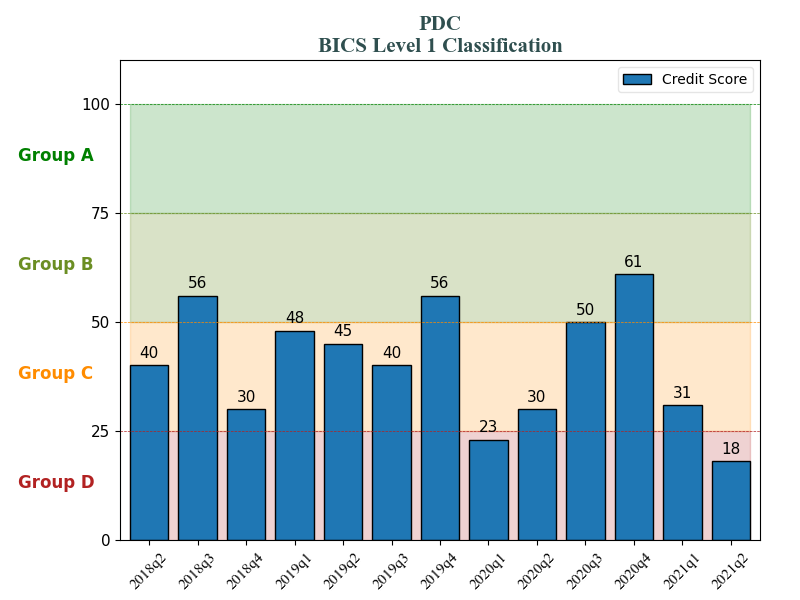 PDC
BICS Level 1 Classification
Credit Score
100
Group A
75
Group B
50
Group C
25
Group D
0
40
56
30
48
45
40
56
23
30
50
61
31
18
2018q2
2018q3
2018q4
2019q1
2019q2
2019q3
2019q4
2020q1
2020q2
2020q3
2020q4
2021q1
2021q2